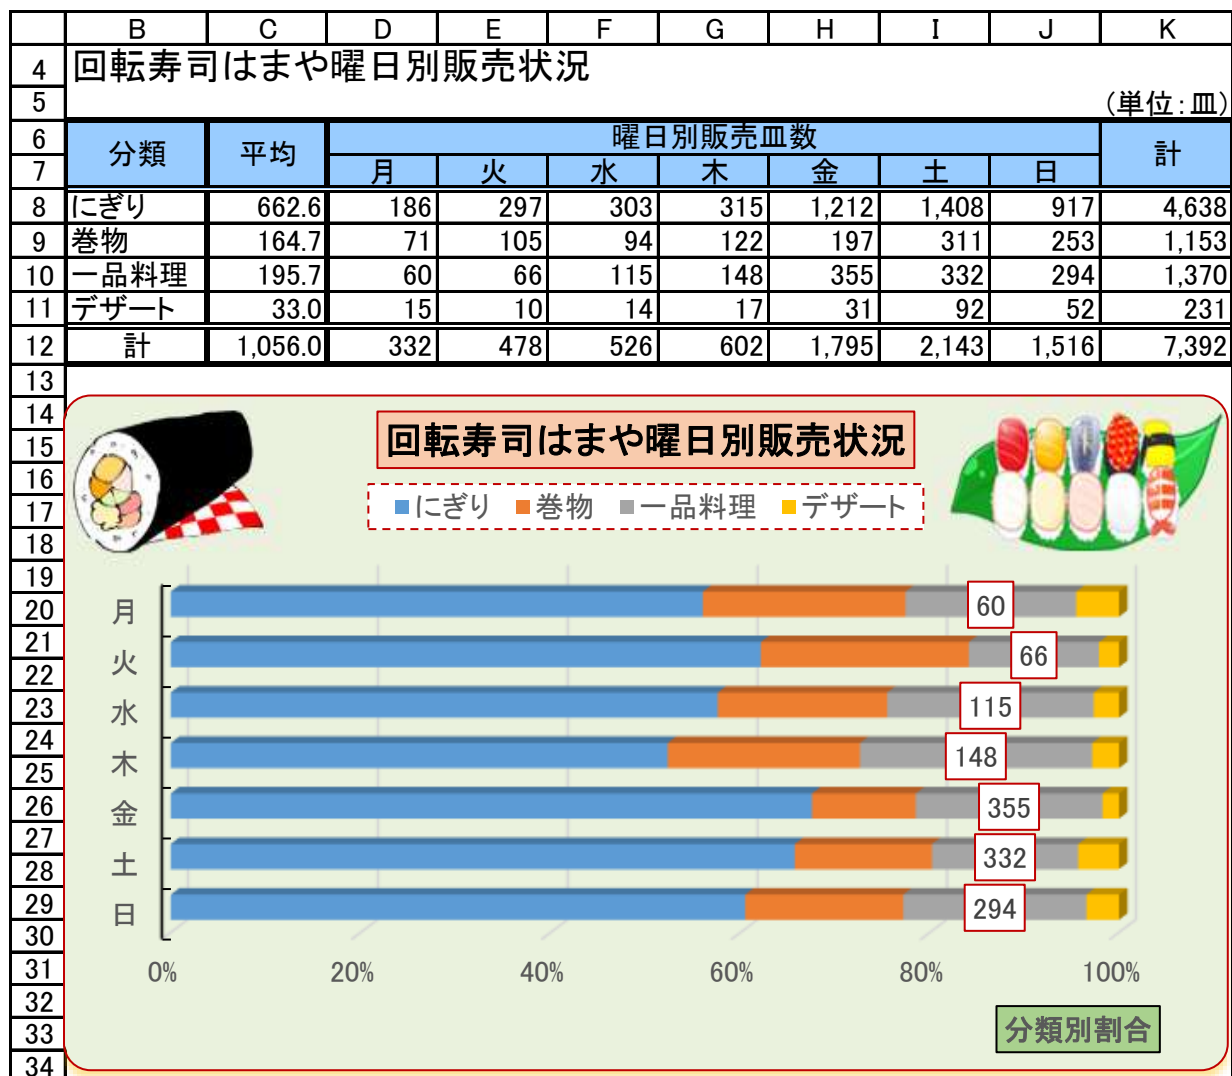 B C D E F G H I J K
4 回転寿司はまや曜日別販売状況
5 (単位:皿)
6 分類 平均 曜日別販売皿数 計
7 月 火 水 木 金 土 日
8 にぎり 662.6 186 297 303 315 1,212 1,408 917 4,638
9 巻物 164.7 71 105 94 122 197 311 253 1,153
10 一品料理 195.7 60 66 115 148 355 332 294 1,370
11 デザート 33.0 15 10 14 17 31 92 52 231
12 計 1,056.0 332 478 526 602 1,795 2,143 1,516 7,392
13
14
15 回転寿司はまや曜日別販売状況
16
17 にぎり 巻物 一品料理 デザート
18
19
20 月 60
21
22 火 66
23 水 115
24
25 木 148
26 金 355
27
28 土 332
29 日 294
30
31 0% 20% 40% 60% 80% 100%
32
33 分類別割合
34